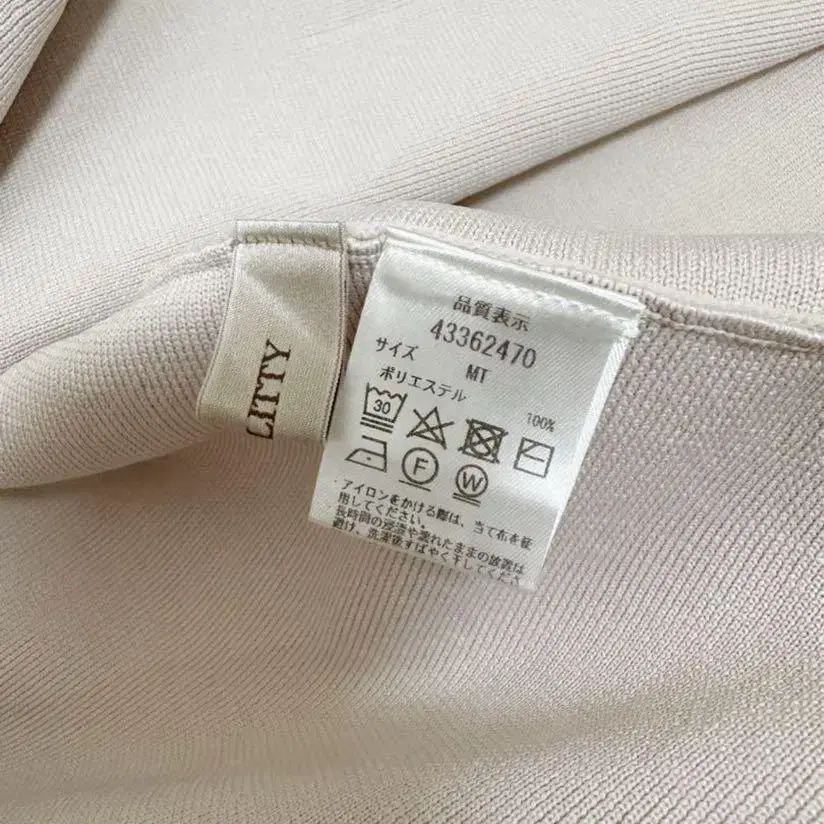 LITTY
品質表示
43362470
サイズ MT
ポリエステル
100%
30
F W
・アイロンをかける際は、当て布を使
用してください。
・長時間の浸漬や濡れたままの放置は
避け、洗濯後すばやく干してくださ